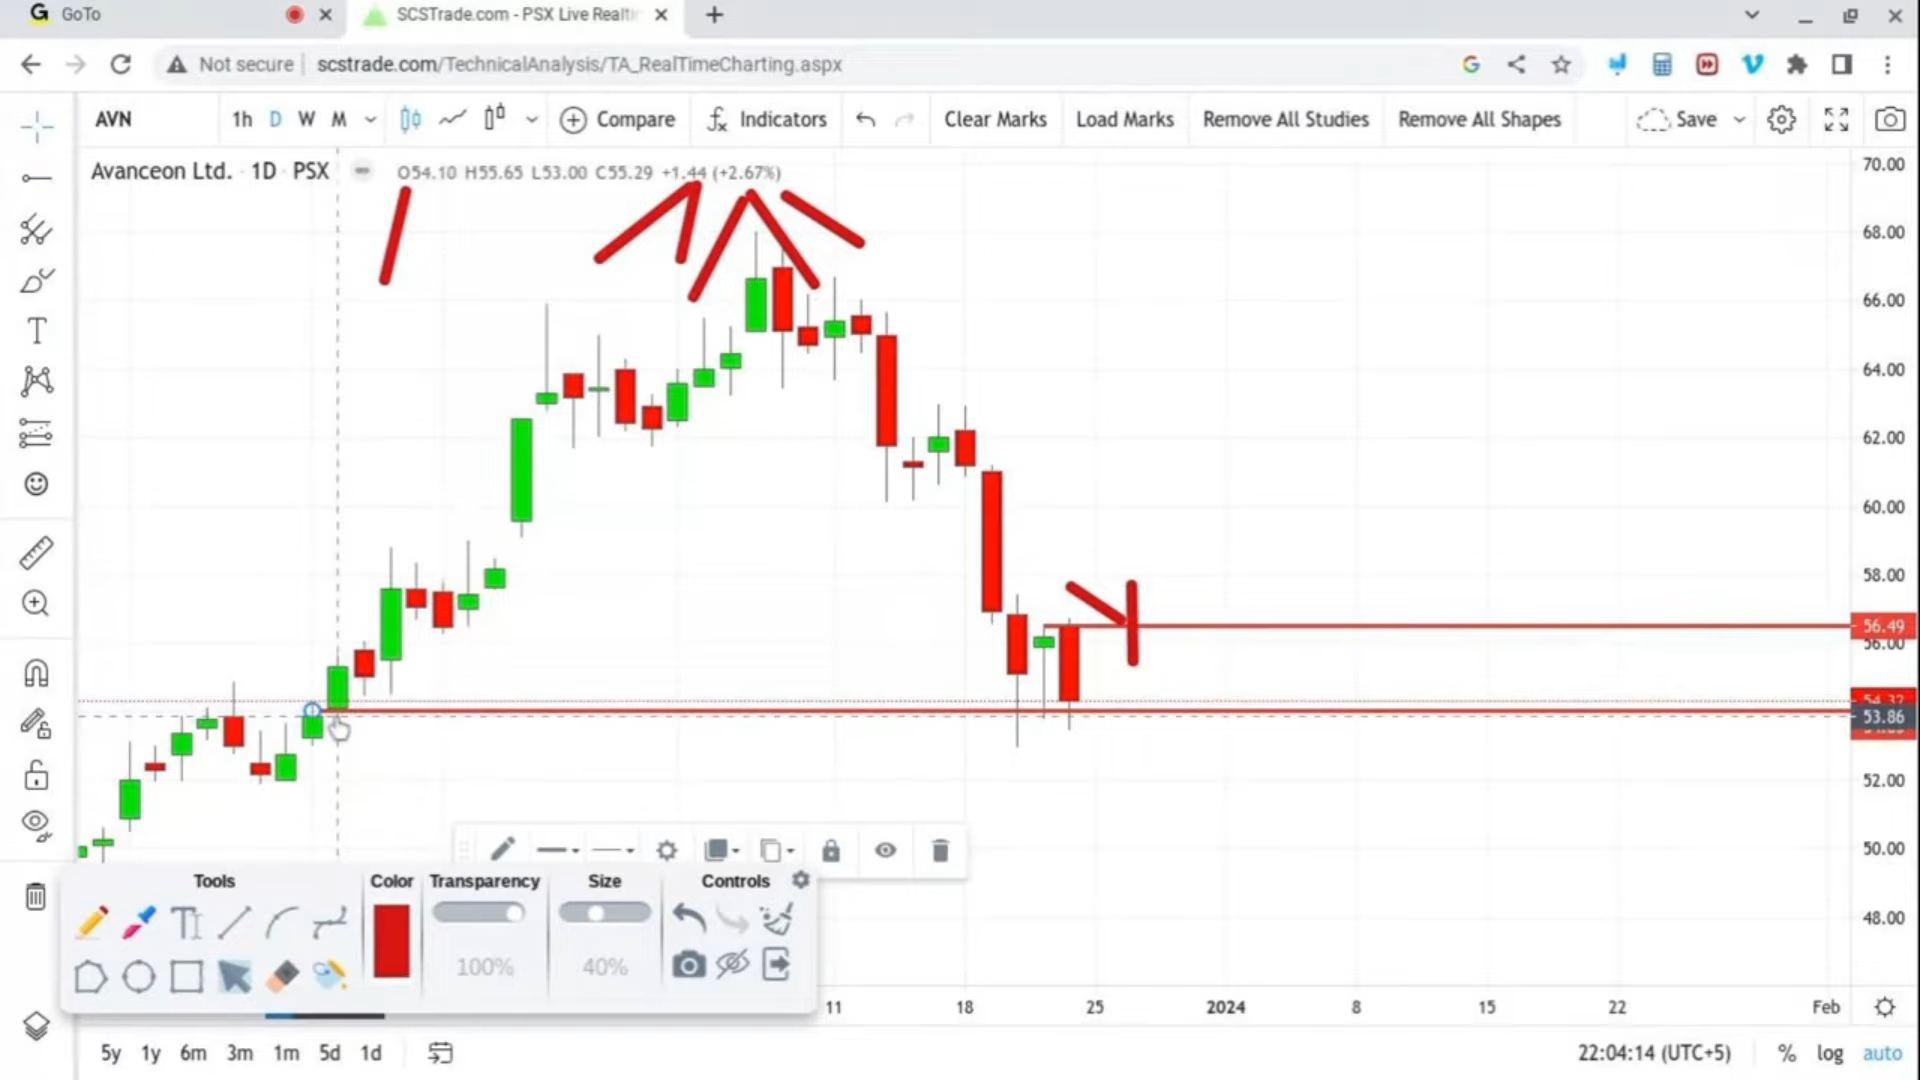 GoTo
SCSTrade.com - PSX Live Realti
Not secure
scstrade.com/TechnicalAnalysis/TA_RealTimeCharting.aspx
AVN 1h D W M Compare Indicators Clear Marks Load Marks Remove All Studies Remove All Shapes Save
Avanceon Ltd. · 1D · PSX O54.10 H55.65 L53.00 C55.29 +1.44 (+2.67%)
70.00
68.00
66.00
64.00
62.00
60.00
58.00
56.49
56.00
54.32
53.86
52.00
50.00
48.00
Tools Color Transparency Size Controls
100% 40%
11 18 25 2024 8 15 22 Feb
5y 1y 6m 3m 1m 5d 1d 22:04:14 (UTC+5) % log auto